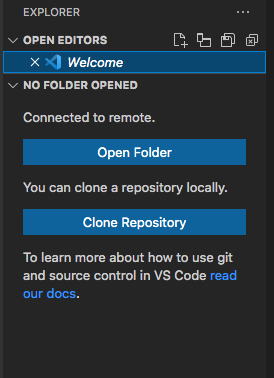 EXPLORER
OPEN EDITORS
Welcome
NO FOLDER OPENED
Connected to remote.
Open Folder
You can clone a repository locally.
Clone Repository
To learn more about how to use git
and source control in VS Code read
our docs.